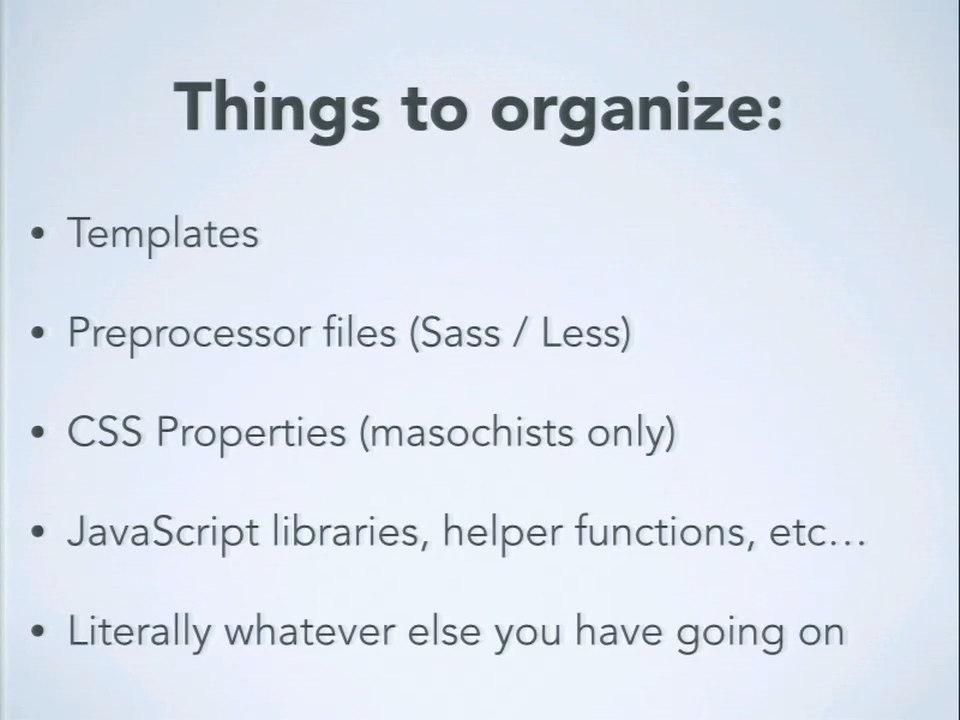 Things to organize:
• Templates
• Preprocessor files (Sass / Less)
• CSS Properties (masochists only)
• JavaScript libraries, helper functions, etc…
• Literally whatever else you have going on